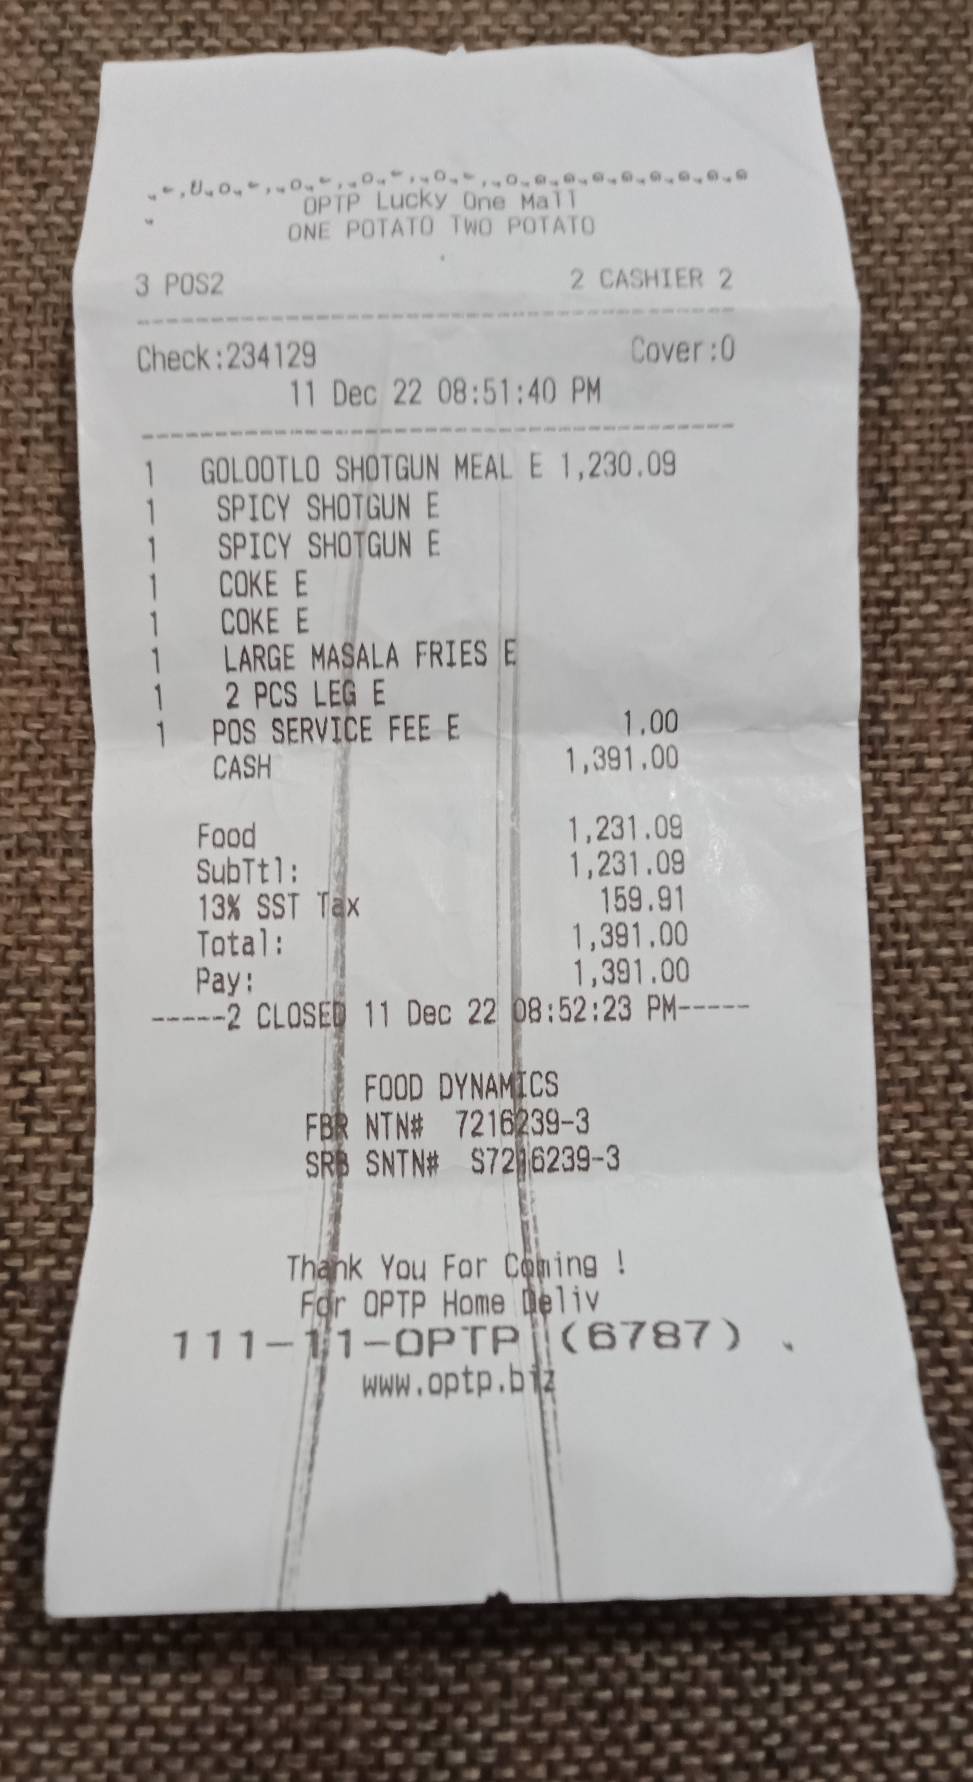 OPTP Lucky One Mall
ONE POTATO TWO POTATO
3 POS2 2 CASHIER 2
Check:234129 Cover:0
11 Dec 22 08:51:40 PM
1 GOLOOTLO SHOTGUN MEAL E 1,230.09
1 SPICY SHOTGUN E
1 SPICY SHOTGUN E
1 COKE E
1 COKE E
1 LARGE MASALA FRIES E
1 2 PCS LEG E
1 POS SERVICE FEE E 1.00
CASH 1,391.00
Food 1,231.09
SubTtl: 1,231.09
13% SST Tax 159.91
Total: 1,391.00
Pay: 1,391.00
-----2 CLOSED 11 Dec 22 08:52:23 PM-----
FOOD DYNAMICS
FBR NTN# 7216239-3
SRB SNTN# S7216239-3
Thank You For Coming !
For OPTP Home Deliv
111-11-OPTP (6787)
www.optp.biz